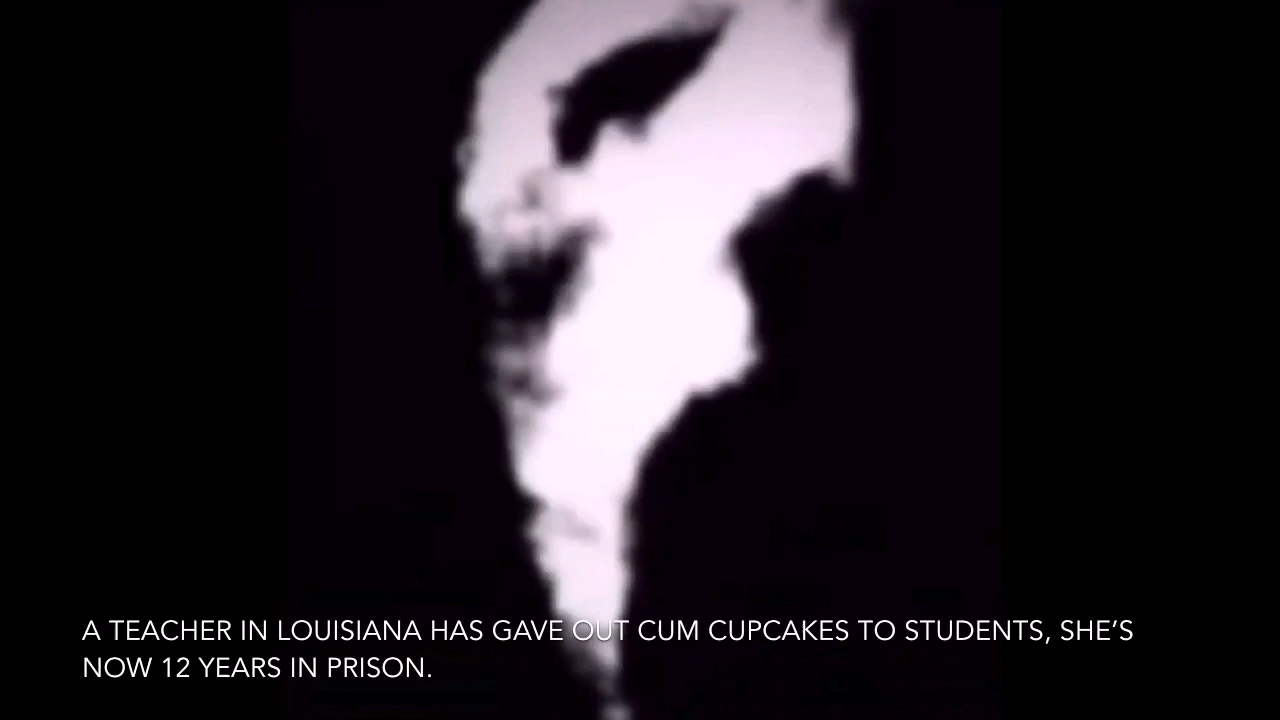 A TEACHER IN LOUISIANA HAS GAVE OUT CUM CUPCAKES TO STUDENTS, SHE’S
NOW 12 YEARS IN PRISON.